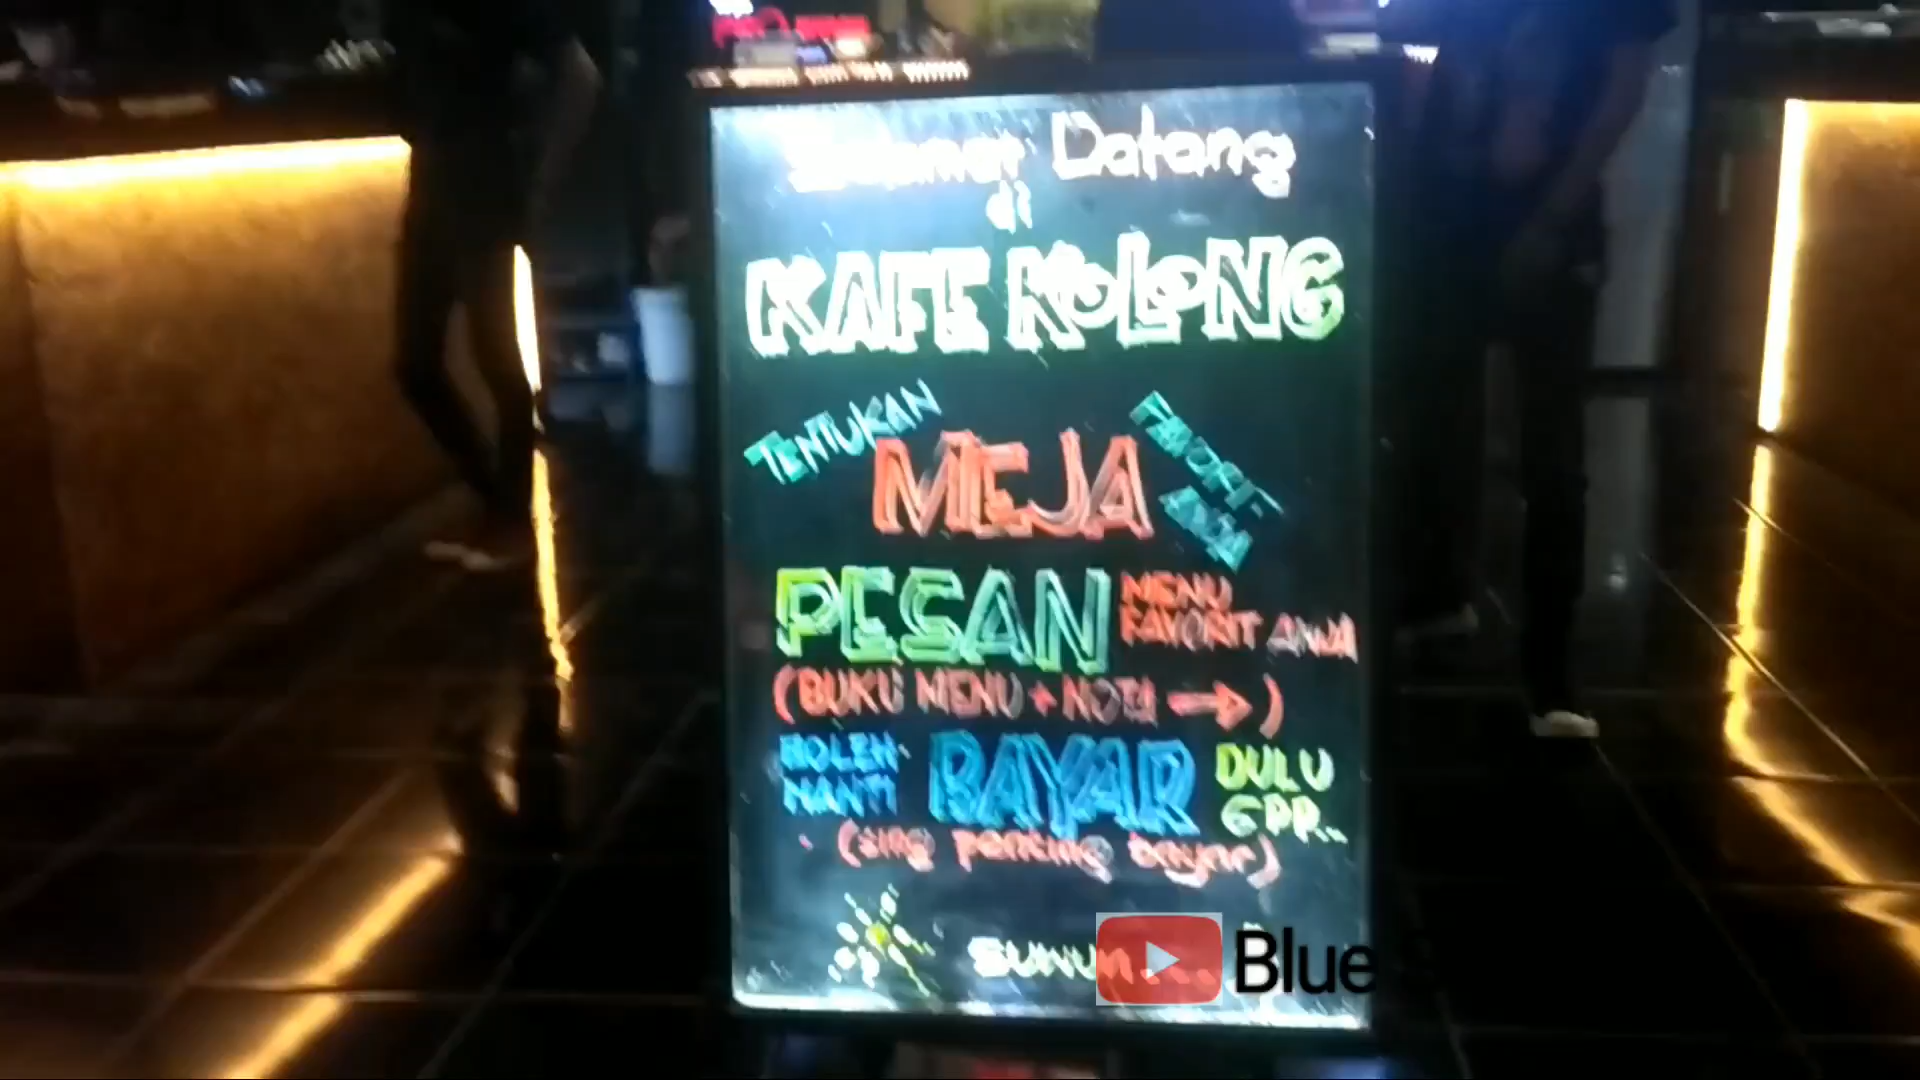 Selamat Datang
di
KAFE KOLONG
TENTUKAN
MEJA
FAVORIT
ANDA
PESAN MENU
FAVORIT ANDA
(BUKU MENU + NOTA → )
BOLEH
NANTI BAYAR DULU
GPP..
(sing penting bayar)
Blue